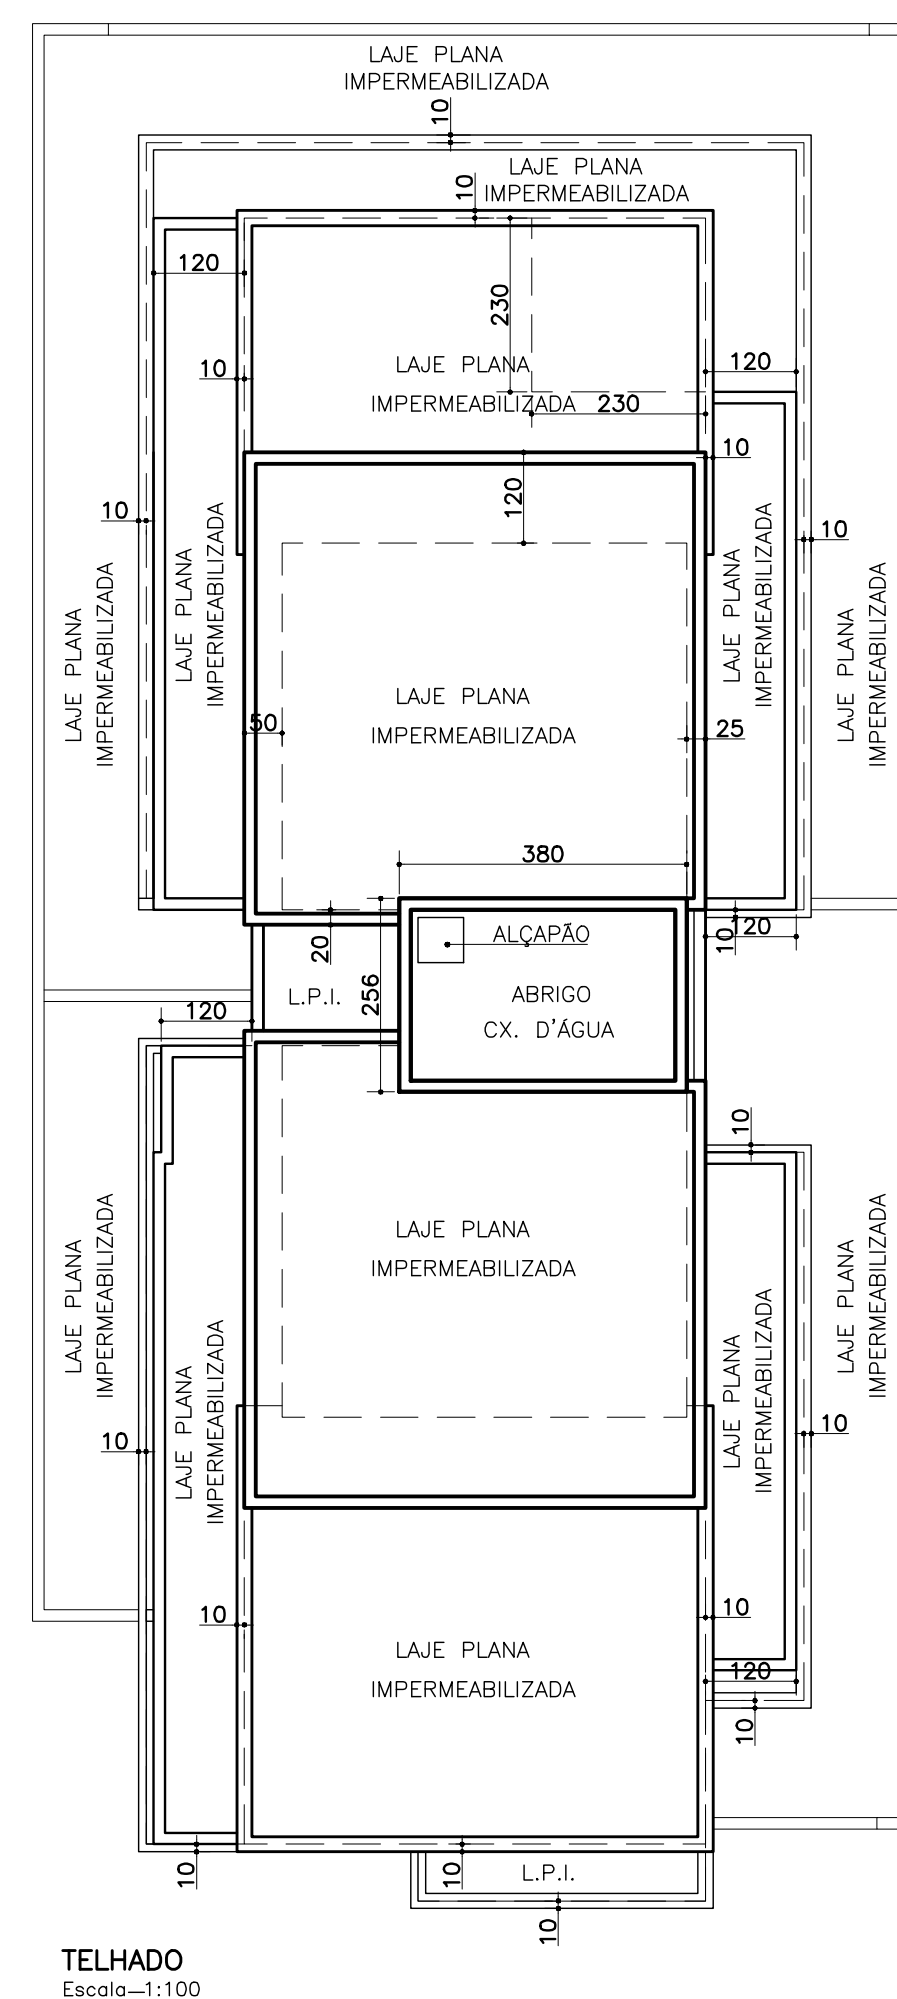 LAJE PLANA
IMPERMEABILIZADA
10
LAJE PLANA
IMPERMEABILIZADA
10
120
230
LAJE PLANA
IMPERMEABILIZADA
230
10
120
10
120
10
10
LAJE PLANA
IMPERMEABILIZADA
LAJE PLANA
IMPERMEABILIZADA
LAJE PLANA
IMPERMEABILIZADA
LAJE PLANA
IMPERMEABILIZADA
LAJE PLANA
IMPERMEABILIZADA
50
25
380
ALÇAPÃO
120
10
20
256
L.P.I.
ABRIGO
CX. D'ÁGUA
120
10
LAJE PLANA
IMPERMEABILIZADA
LAJE PLANA
IMPERMEABILIZADA
LAJE PLANA
IMPERMEABILIZADA
LAJE PLANA
IMPERMEABILIZADA
LAJE PLANA
IMPERMEABILIZADA
10
10
10
10
LAJE PLANA
IMPERMEABILIZADA
120
10
10
10
L.P.I.
10
TELHADO
Escala—1:100